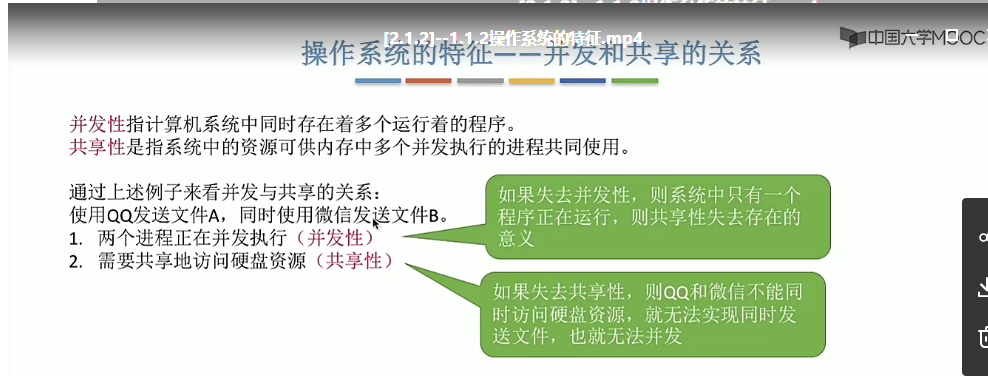 [2.1.2]--1.1.2操作系统的特征.mp4
中国大学MOOC
操作系统的特征——并发和共享的关系
并发性指计算机系统中同时存在着多个运行着的程序。
共享性是指系统中的资源可供内存中多个并发执行的进程共同使用。
通过上述例子来看并发与共享的关系：
使用QQ发送文件A，同时使用微信发送文件B。
1. 两个进程正在并发执行（并发性）
2. 需要共享地访问硬盘资源（共享性）
如果失去并发性，则系统中只有一个
程序正在运行，则共享性失去存在的
意义
如果失去共享性，则QQ和微信不能同
时访问硬盘资源，就无法实现同时发
送文件，也就无法并发